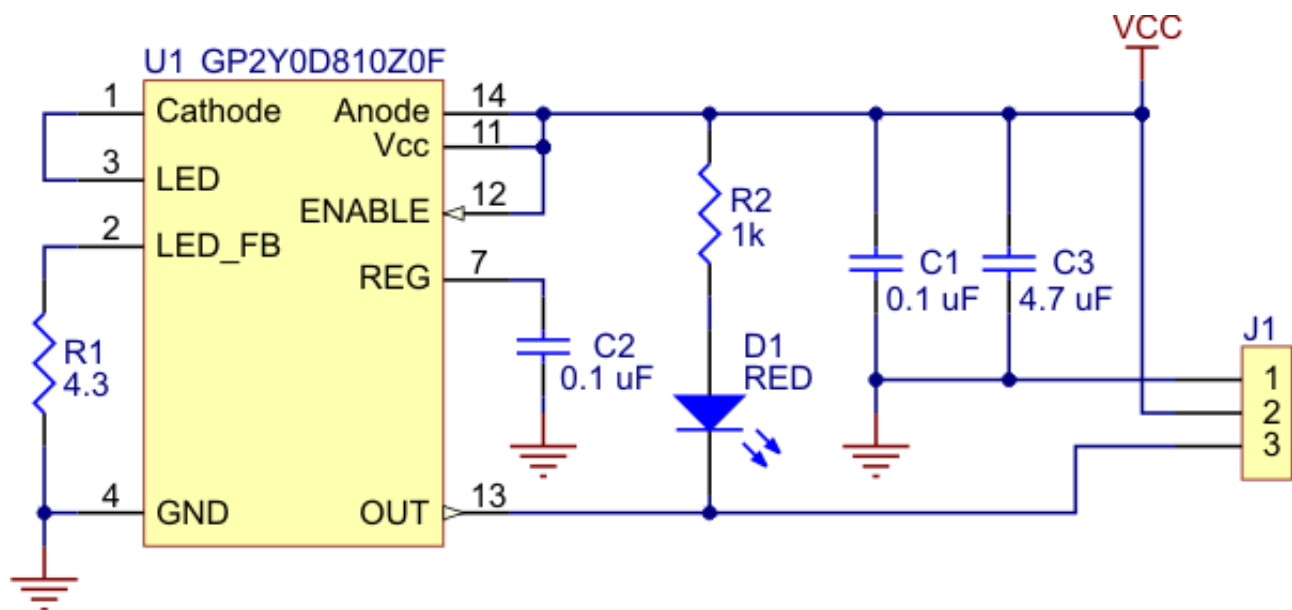 VCC
U1 GP2Y0D810Z0F
1 Cathode Anode 14
Vcc 11
3 LED
ENABLE 12
2 LED_FB
REG 7
R2
1k
C1
0.1 uF
C3
4.7 uF
R1
4.3
C2
0.1 uF
D1
RED
J1
1
2
3
4 GND OUT 13